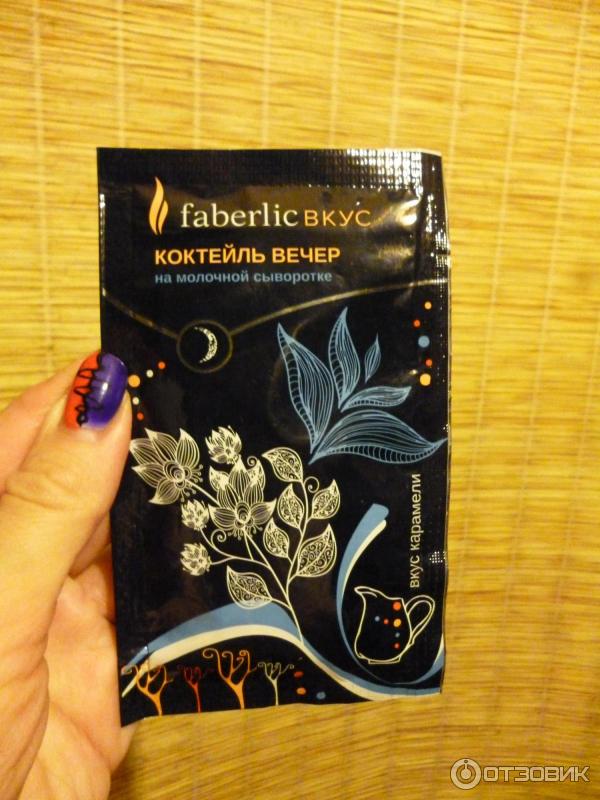 faberlic ВКУС
КОКТЕЙЛЬ ВЕЧЕР
на молочной сыворотке
вкус карамели
ОТЗОВИК